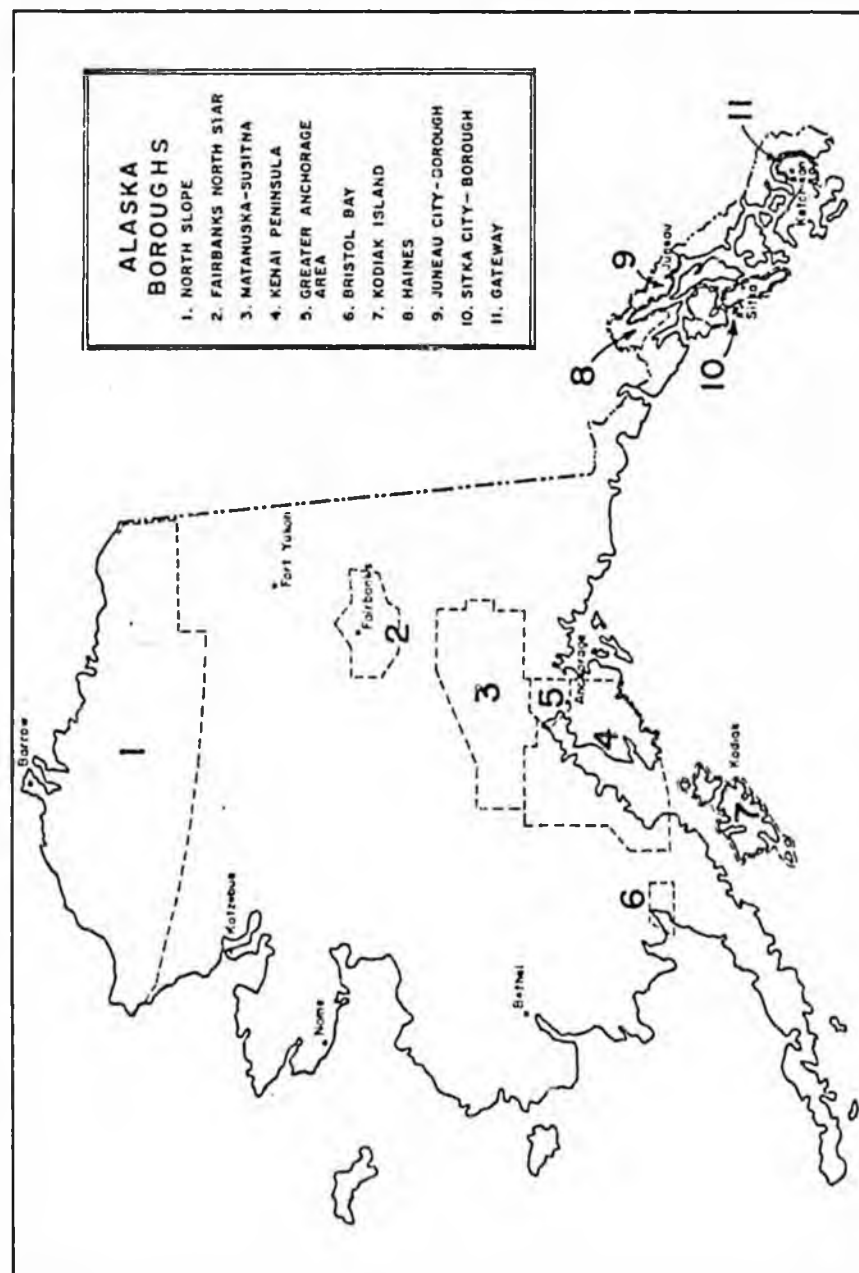 ALASKA
BOROUGHS
1. NORTH SLOPE
2. FAIRBANKS NORTH STAR
3. MATANUSKA-SUSITNA
4. KENAI PENINSULA
5. GREATER ANCHORAGE
AREA
6. BRISTOL BAY
7. KODIAK ISLAND
8. HAINES
9. JUNEAU CITY-BOROUGH
10. SITKA CITY-BOROUGH
11. GATEWAY
Barrow
1
Kotzebue
Fort Yukon
Nome
Fairbanks
2
3
Bethel
5
Anchorage
4
6
Kodiak
7
8
9
Juneau
10
Sitka
11
Ketchikan